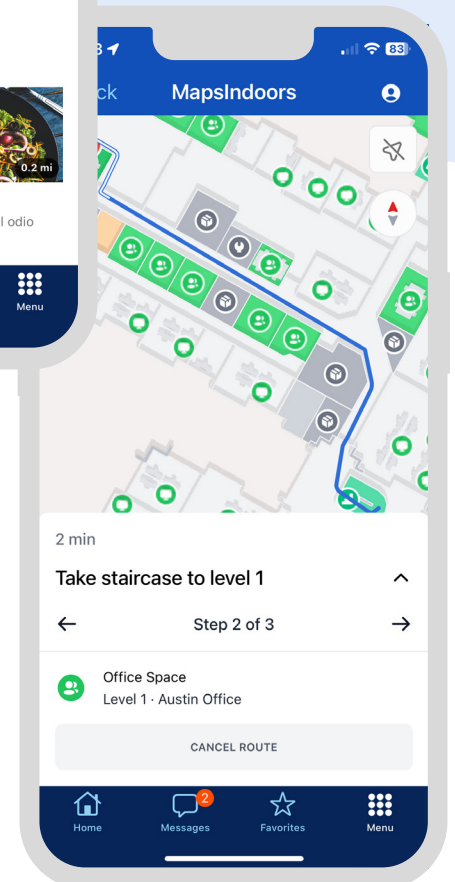 0.2 mi
l odio
Menu
3
83
ck
MapsIndoors
2 min
Take staircase to level 1
Step 2 of 3
Office Space
Level 1 · Austin Office
CANCEL ROUTE
2
Home
Messages
Favorites
Menu